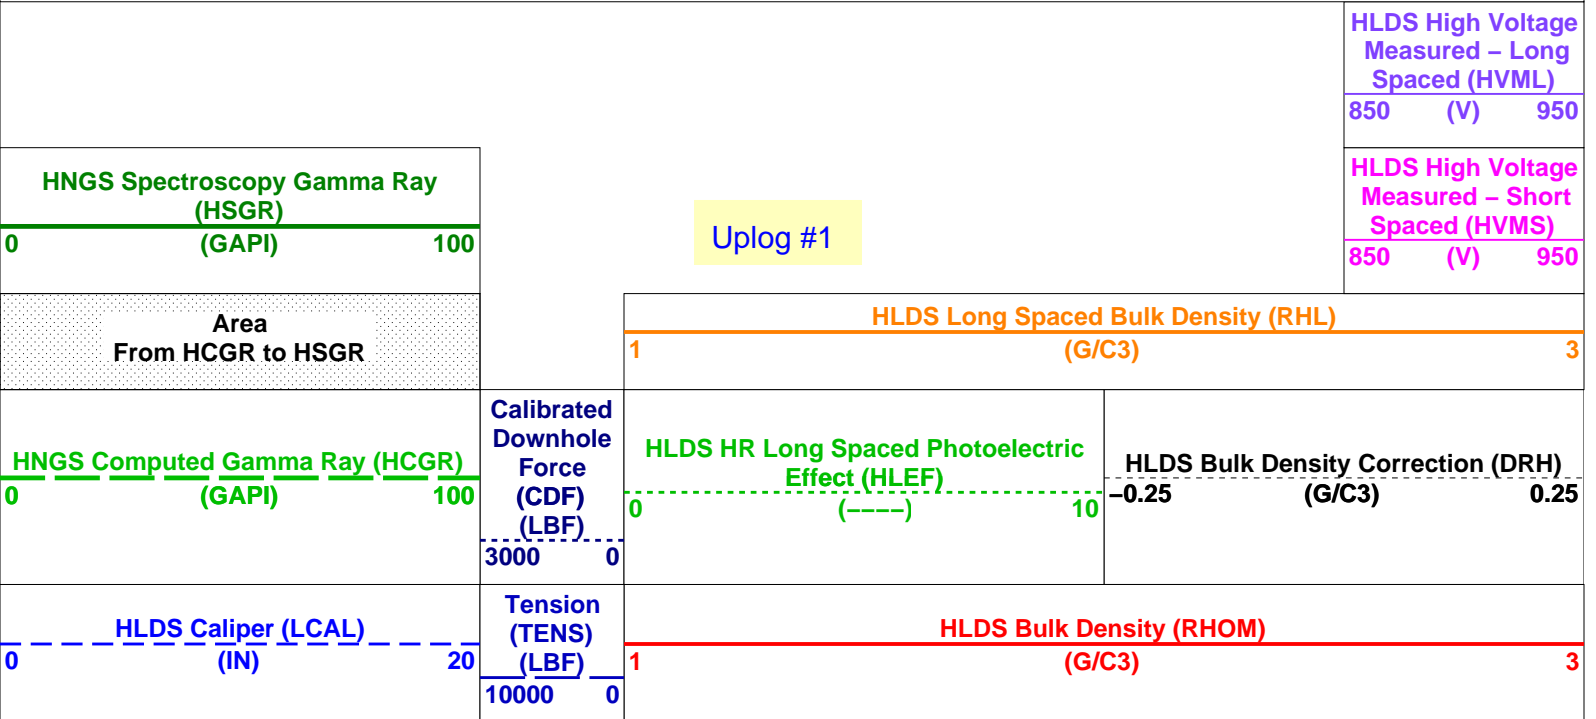 HLDS High Voltage
Measured – Long
Spaced (HVML)
850 (V) 950
HNGS Spectroscopy Gamma Ray
(HSGR)
0 (GAPI) 100
Uplog #1
HLDS High Voltage
Measured – Short
Spaced (HVMS)
850 (V) 950
Area
From HCGR to HSGR
HLDS Long Spaced Bulk Density (RHL)
1 (G/C3) 3
HNGS Computed Gamma Ray (HCGR)
0 (GAPI) 100
Calibrated
Downhole
Force
(CDF)
(LBF)
3000 0
HLDS HR Long Spaced Photoelectric
Effect (HLEF)
0 (––––) 10
HLDS Bulk Density Correction (DRH)
–0.25 (G/C3) 0.25
HLDS Caliper (LCAL)
0 (IN) 20
Tension
(TENS)
(LBF)
10000 0
HLDS Bulk Density (RHOM)
1 (G/C3) 3